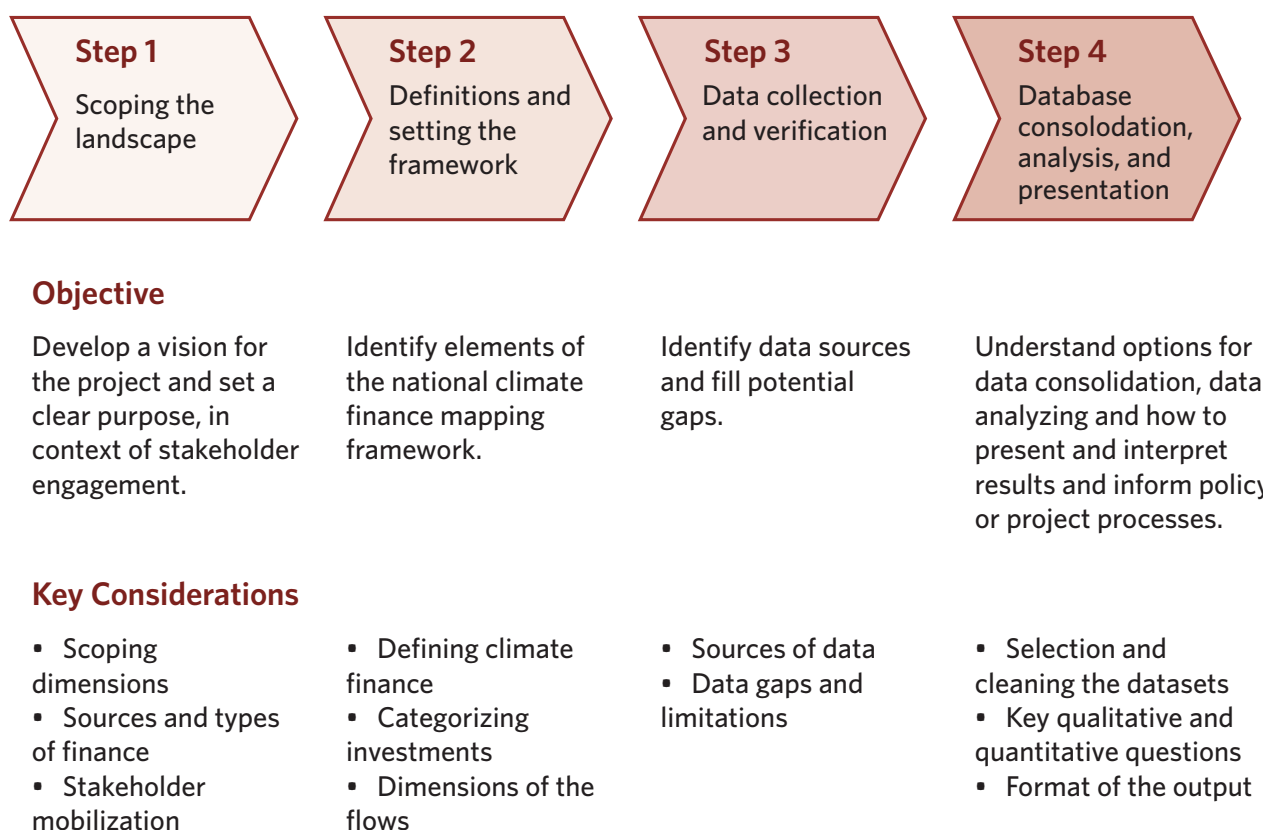 Step 1
Scoping the
landscape
Step 2
Definitions and
setting the
framework
Step 3
Data collection
and verification
Step 4
Database
consolodation,
analysis, and
presentation
Objective
Develop a vision for
the project and set a
clear purpose, in
context of stakeholder
engagement.
Identify elements of
the national climate
finance mapping
framework.
Identify data sources
and fill potential
gaps.
Understand options for
data consolidation, data
analyzing and how to
present and interpret
results and inform policy
or project processes.
Key Considerations
▪ Scoping
dimensions
▪ Sources and types
of finance
▪ Stakeholder
mobilization
▪ Defining climate
finance
▪ Categorizing
investments
▪ Dimensions of the
flows
▪ Sources of data
▪ Data gaps and
limitations
▪ Selection and
cleaning the datasets
▪ Key qualitative and
quantitative questions
▪ Format of the output